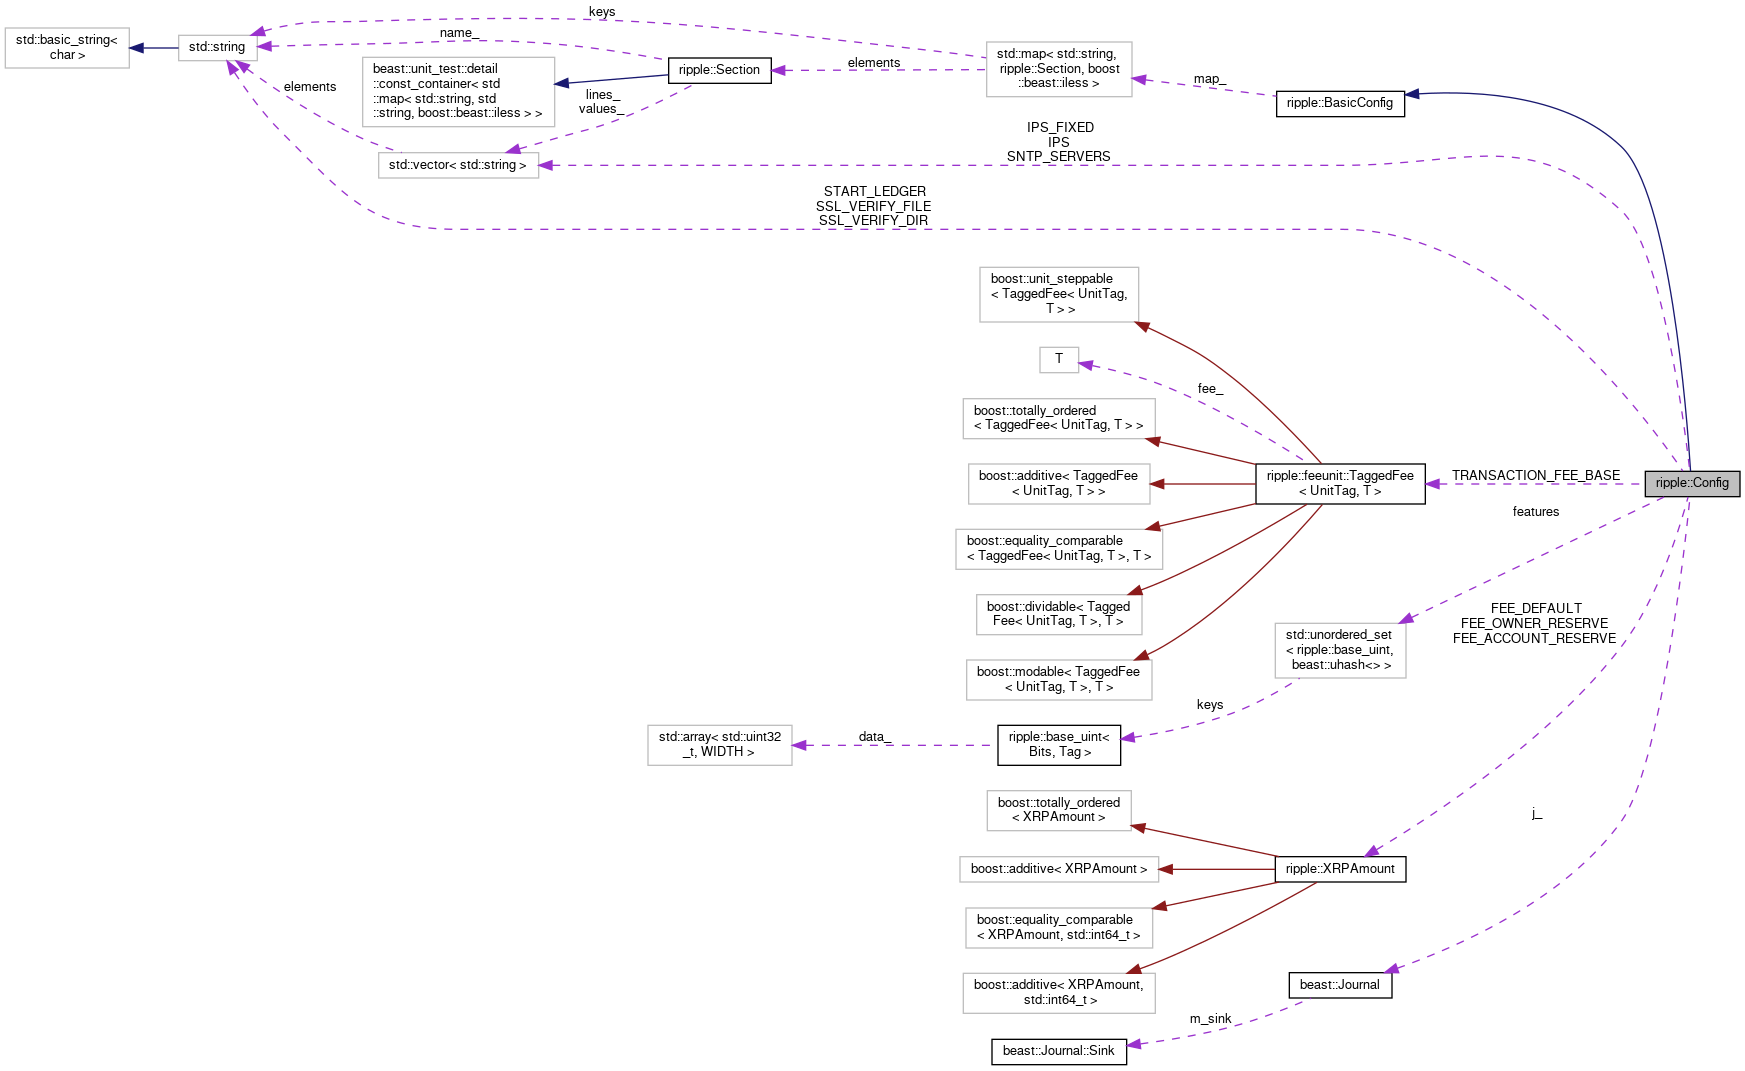 keys
std::basic_string<
char >
std::string
name_
beast::unit_test::detail
::const_container< std
::map< std::string, std
::string, boost::beast::iless > >
ripple::Section
elements
std::map< std::string,
ripple::Section, boost
::beast::iless >
map_
ripple::BasicConfig
elements
lines_
values_
std::vector< std::string >
IPS_FIXED
IPS
SNTP_SERVERS
START_LEDGER
SSL_VERIFY_FILE
SSL_VERIFY_DIR
boost::unit_steppable
< TaggedFee< UnitTag,
T > >
T
fee_
boost::totally_ordered
< TaggedFee< UnitTag, T > >
boost::additive< TaggedFee
< UnitTag, T > >
ripple::feeunit::TaggedFee
< UnitTag, T >
TRANSACTION_FEE_BASE
ripple::Config
features
boost::equality_comparable
< TaggedFee< UnitTag, T >, T >
boost::dividable< Tagged
Fee< UnitTag, T >, T >
FEE_DEFAULT
FEE_OWNER_RESERVE
FEE_ACCOUNT_RESERVE
std::unordered_set
< ripple::base_uint,
beast::uhash<> >
boost::modable< TaggedFee
< UnitTag, T >, T >
keys
std::array< std::uint32
_t, WIDTH >
data_
ripple::base_uint<
Bits, Tag >
boost::totally_ordered
< XRPAmount >
j_
boost::additive< XRPAmount >
ripple::XRPAmount
boost::equality_comparable
< XRPAmount, std::int64_t >
boost::additive< XRPAmount,
std::int64_t >
beast::Journal
m_sink
beast::Journal::Sink